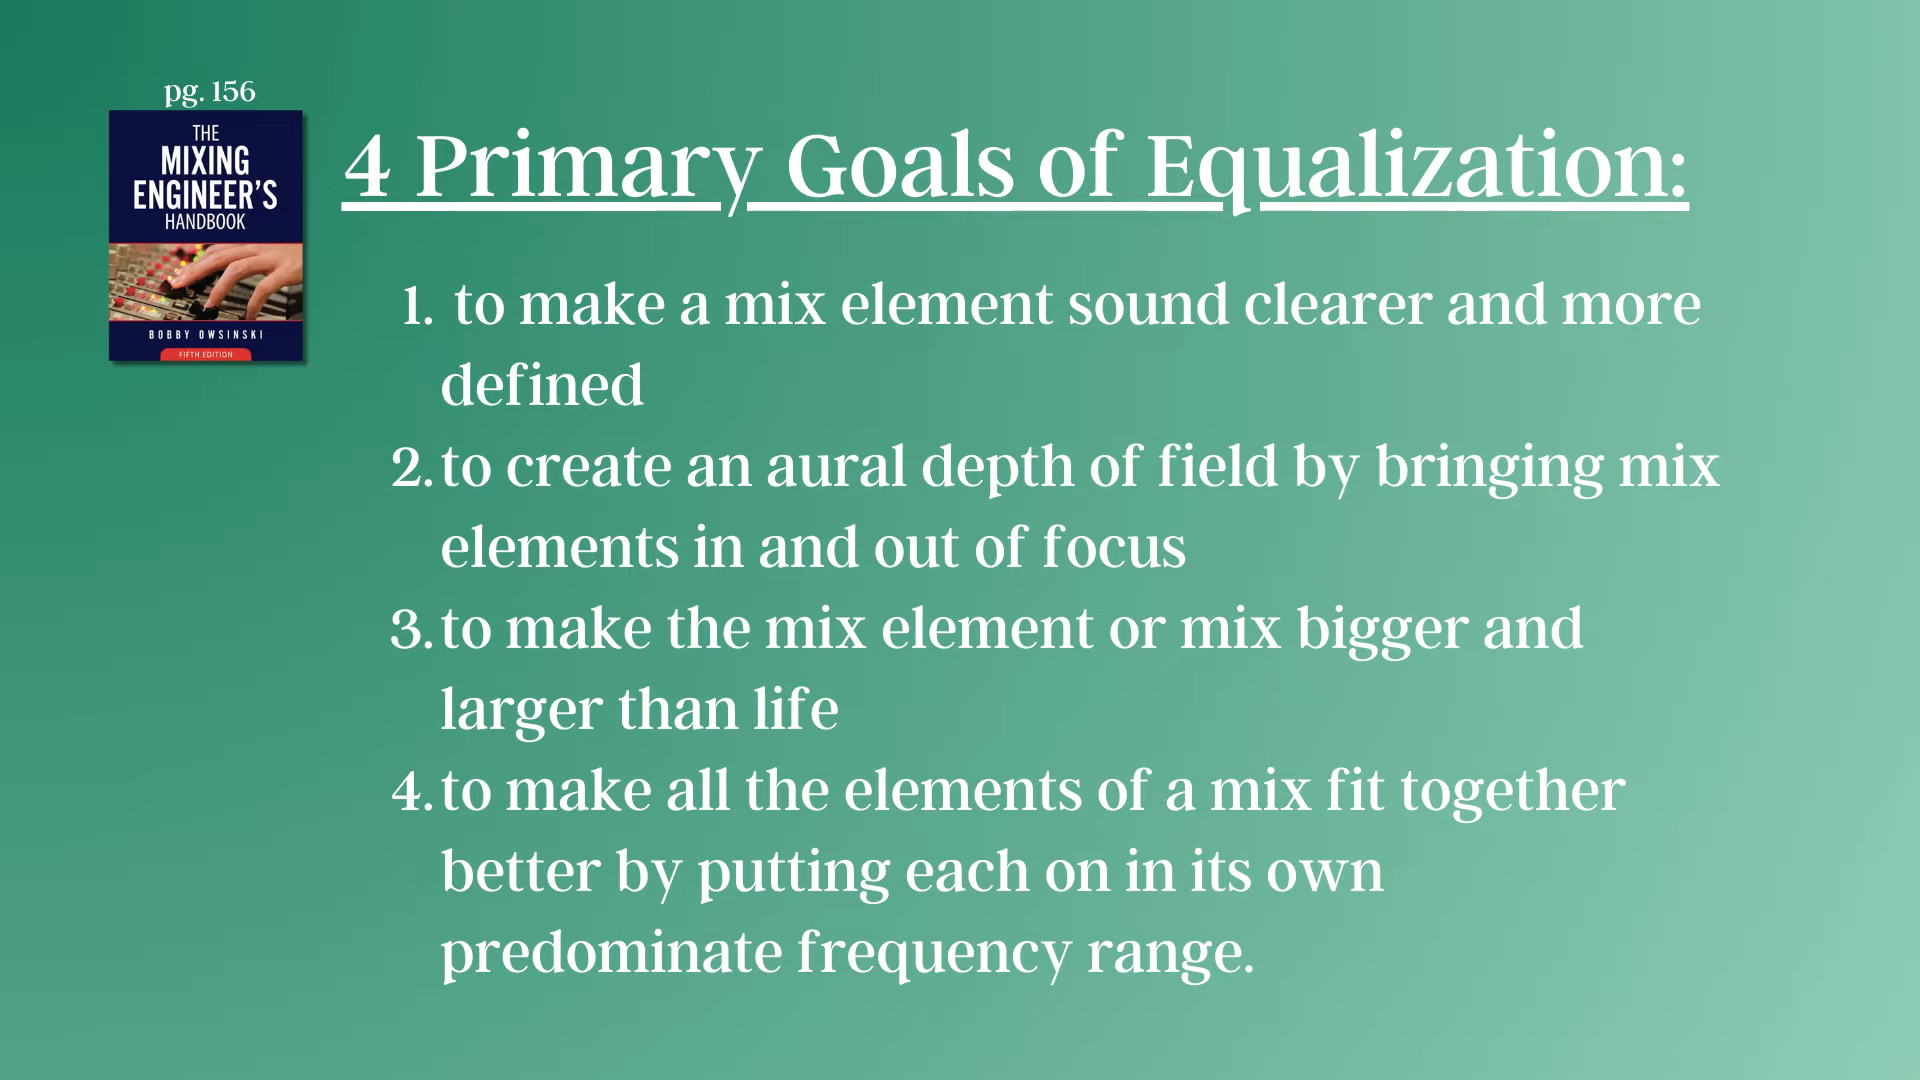 pg. 156
THE
MIXING
ENGINEER'S
HANDBOOK
BOBBY OWSINSKI
FIFTH EDITION
4 Primary Goals of Equalization:
1. to make a mix element sound clearer and more
defined
2. to create an aural depth of field by bringing mix
elements in and out of focus
3. to make the mix element or mix bigger and
larger than life
4. to make all the elements of a mix fit together
better by putting each on in its own
predominate frequency range.